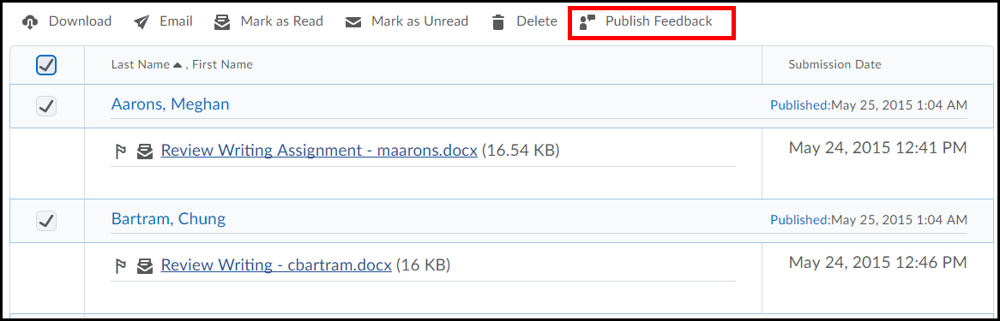 Download Email Mark as Read Mark as Unread Delete Publish Feedback
Last Name , First Name Submission Date
Aarons, Meghan Published:May 25, 2015 1:04 AM
Review Writing Assignment - maarons.docx (16.54 KB) May 24, 2015 12:41 PM
Bartram, Chung Published:May 25, 2015 1:04 AM
Review Writing - cbartram.docx (16 KB) May 24, 2015 12:46 PM